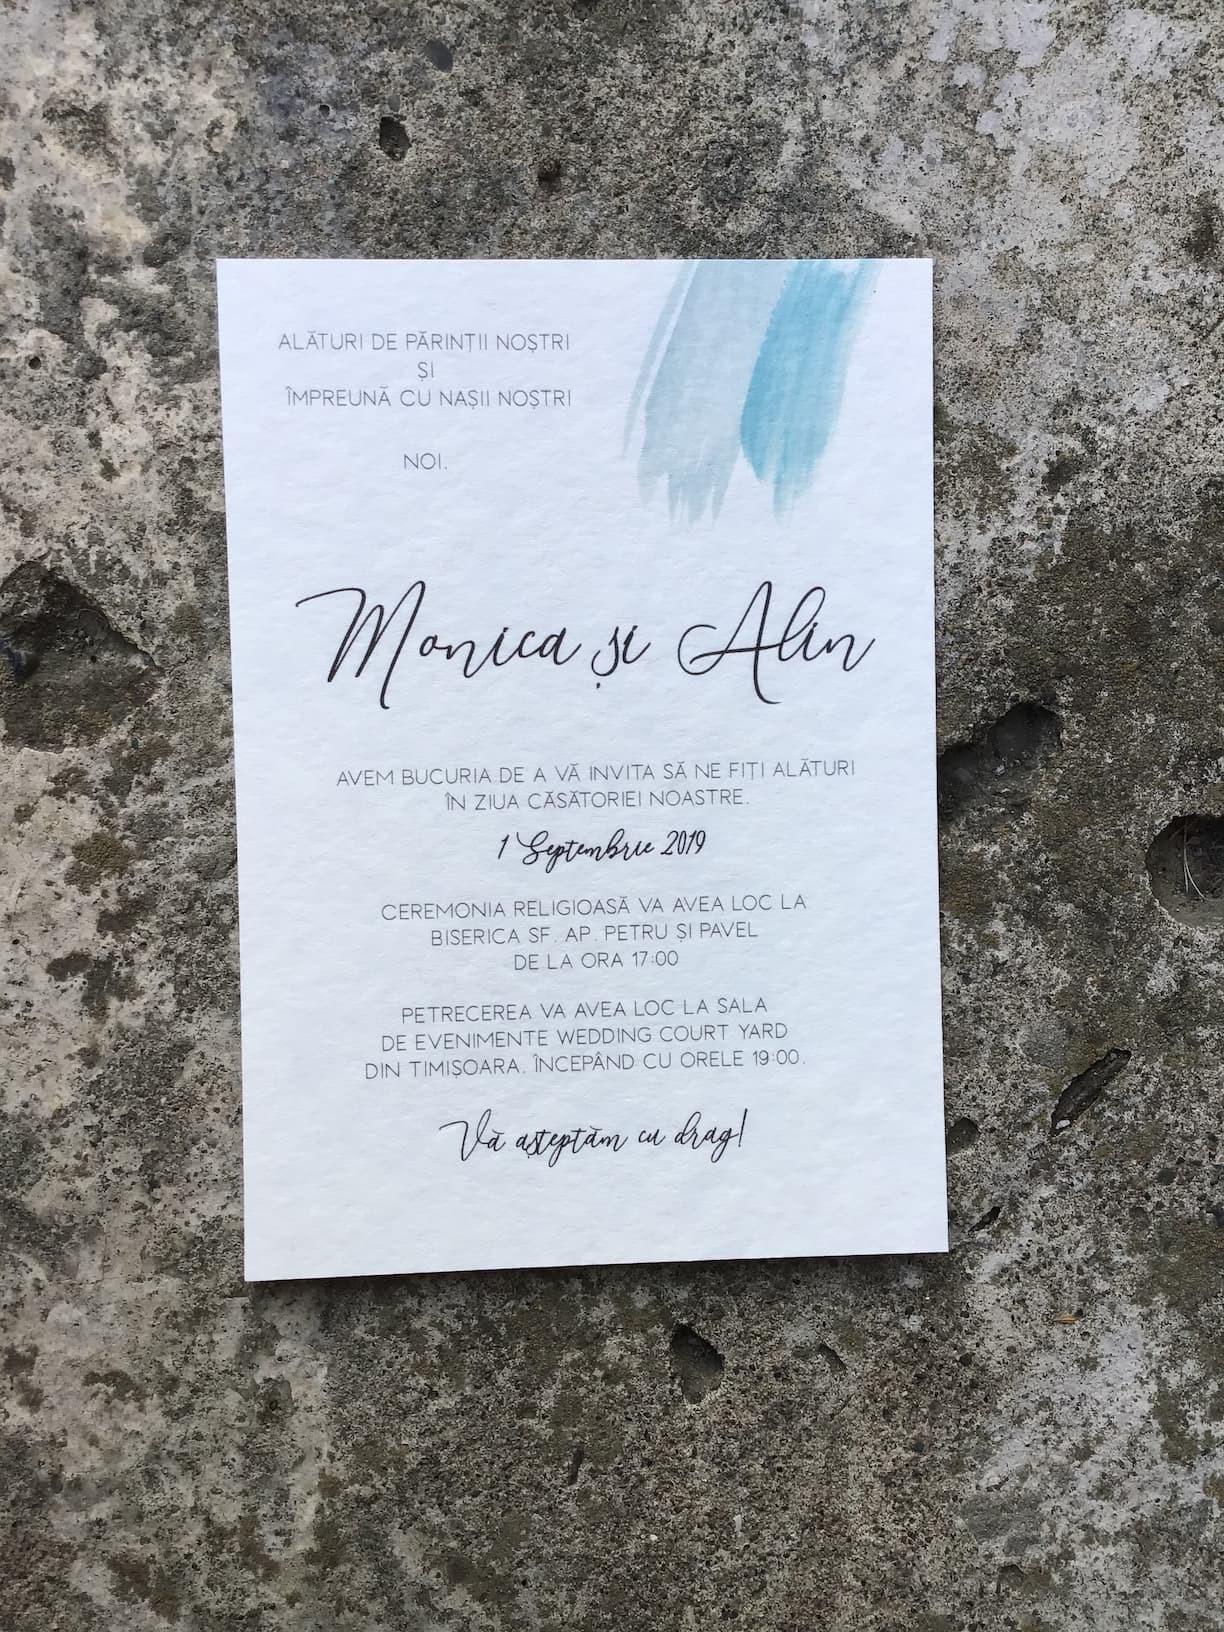 ALĂTURI DE PĂRINȚII NOȘTRI
ȘI
ÎMPREUNĂ CU NAȘII NOȘTRI
NOI.
Monica și Alin
AVEM BUCURIA DE A VĂ INVITA SĂ NE FIȚI ALĂTURI
ÎN ZIUA CĂSĂTORIEI NOASTRE.
1 Septembrie 2019
CEREMONIA RELIGIOASĂ VA AVEA LOC LA
BISERICA SF. AP. PETRU ȘI PAVEL
DE LA ORA 17:00
PETRECEREA VA AVEA LOC LA SALA
DE EVENIMENTE WEDDING COURT YARD
DIN TIMIȘOARA. ÎNCEPÂND CU ORELE 19:00.
Vă așteptăm cu drag!